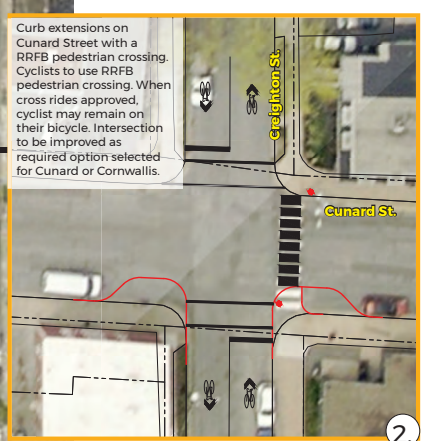 Curb extensions on
Cunard Street with a
RRFB pedestrian crossing.
Cyclists to use RRFB
pedestrian crossing. When
cross rides approved,
cyclist may remain on
their bicycle. Intersection
to be improved as
required option selected
for Cunard or Cornwallis.
Creighton St.
Cunard St.
2.